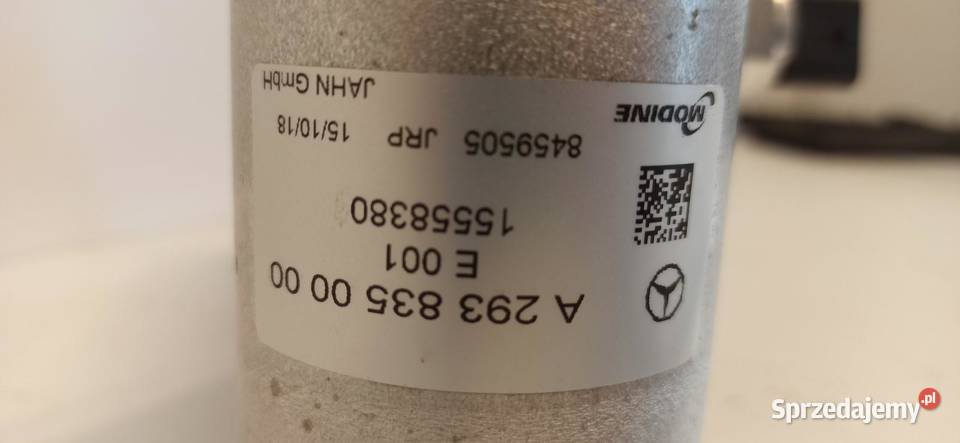 A 293 835 00 00
E 001
15558380
8459505 JRP 15/10/18
MODINE
JAHN GmbH
Sprzedajemy.pl